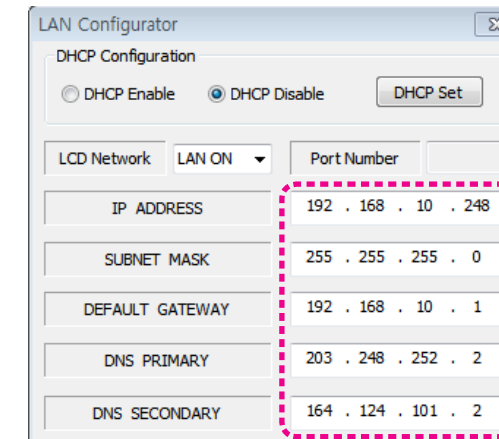 LAN Configurator
DHCP Configuration
DHCP Enable DHCP Disable DHCP Set
LCD Network LAN ON Port Number
IP ADDRESS 192 . 168 . 10 . 248
SUBNET MASK 255 . 255 . 255 . 0
DEFAULT GATEWAY 192 . 168 . 10 . 1
DNS PRIMARY 203 . 248 . 252 . 2
DNS SECONDARY 164 . 124 . 101 . 2